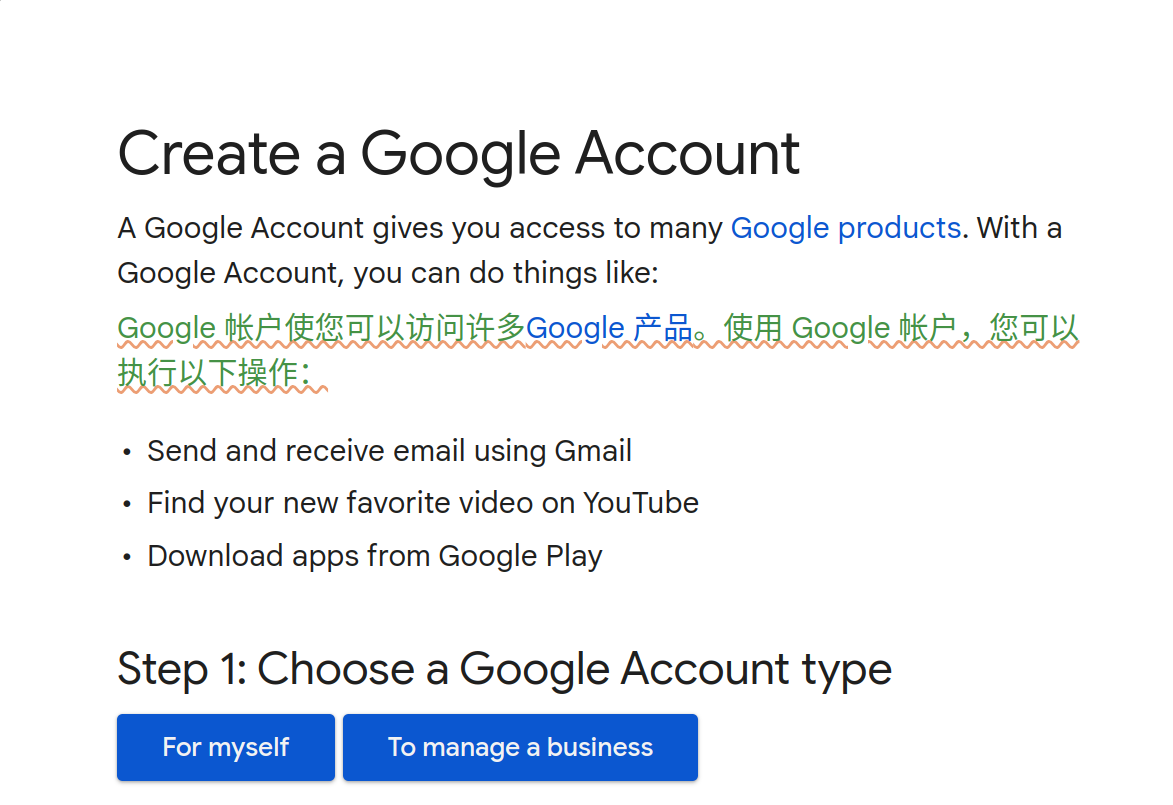 Create a Google Account
A Google Account gives you access to many Google products. With a
Google Account, you can do things like:
Google 帐户使您可以访问许多Google 产品。使用 Google 帐户，您可以
执行以下操作：
• Send and receive email using Gmail
• Find your new favorite video on YouTube
• Download apps from Google Play
Step 1: Choose a Google Account type
For myself To manage a business